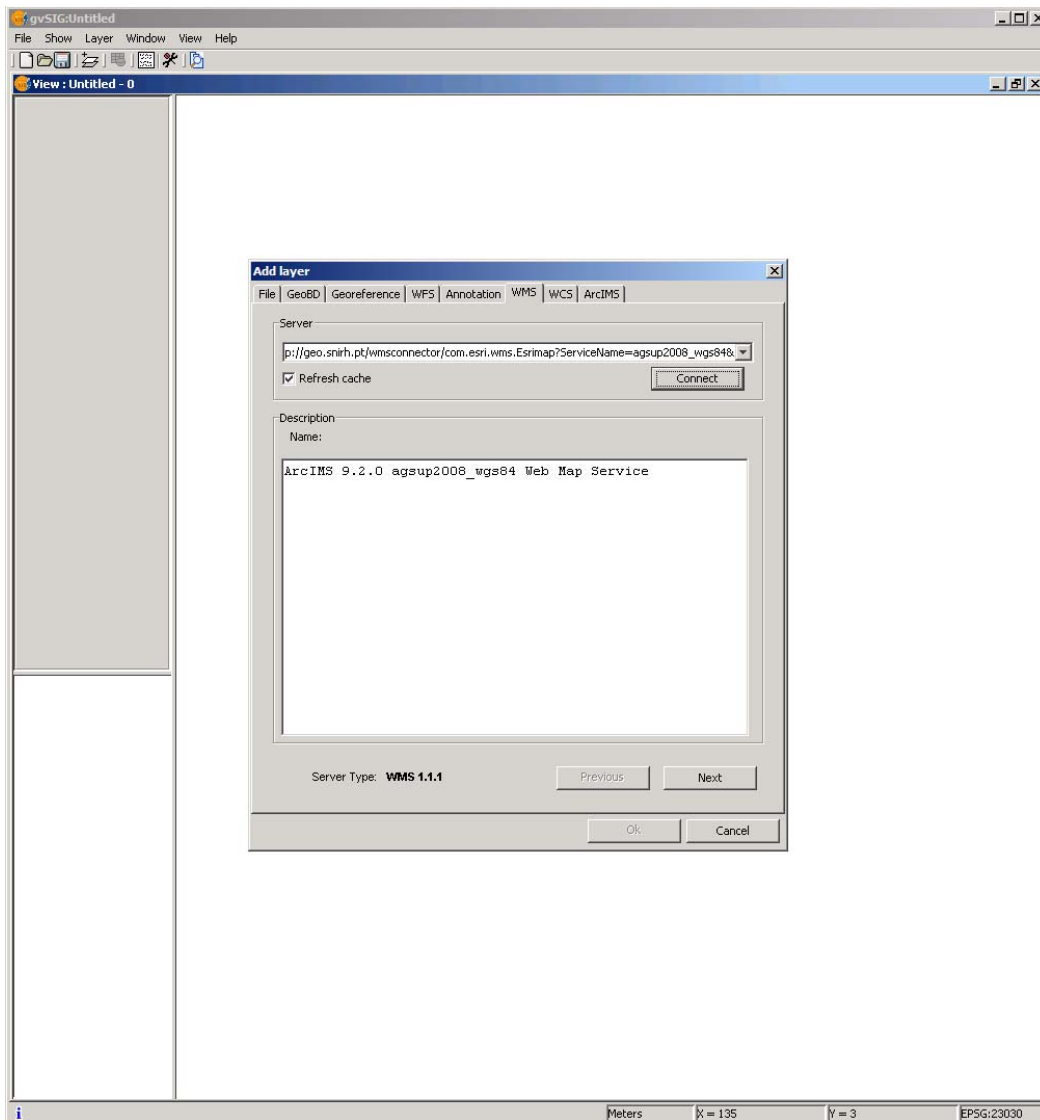 gvSIG:Untitled
File Show Layer Window View Help
View : Untitled - 0
Add layer
File GeoBD Georeference WFS Annotation WMS WCS ArcIMS
Server
p://geo.snirh.pt/wmsconnector/com.esri.wms.Esrimap?ServiceName=agsup2008_wgs84&
Refresh cache Connect
Description
Name:
ArcIMS 9.2.0 agsup2008_wgs84 Web Map Service
Server Type: WMS 1.1.1 Previous Next
Ok Cancel
Meters X = 135 Y = 3 EPSG:23030